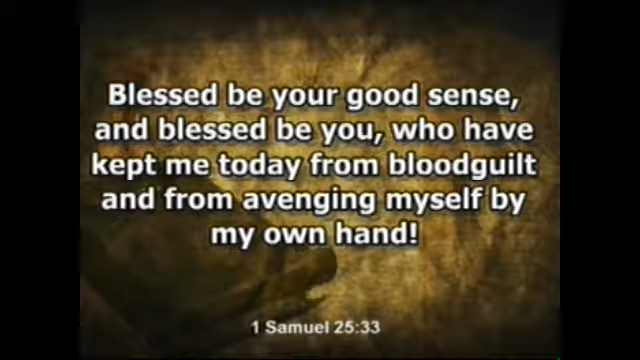 Blessed be your good sense,
and blessed be you, who have
kept me today from bloodguilt
and from avenging myself by
my own hand!
1 Samuel 25:33